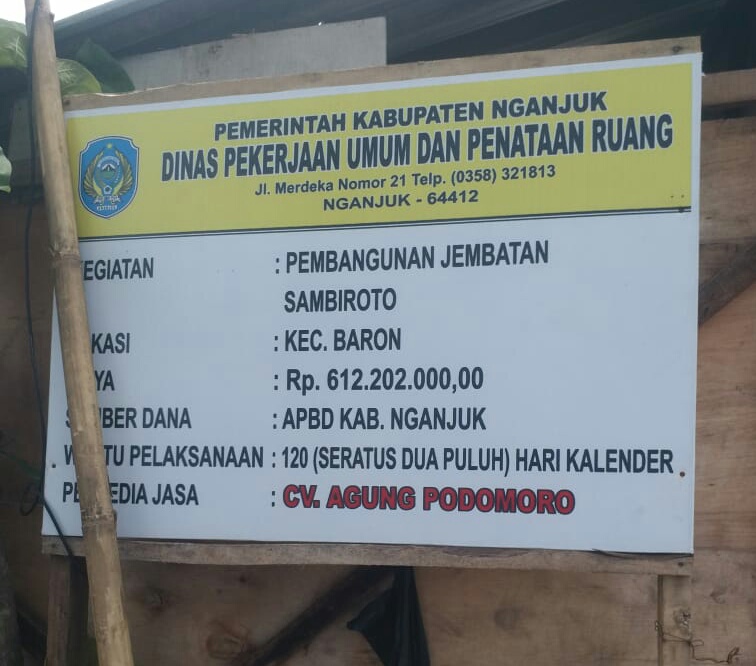 PEMERINTAH KABUPATEN NGANJUK
DINAS PEKERJAAN UMUM DAN PENATAAN RUANG
Jl. Merdeka Nomor 21 Telp. (0358) 321813
NGANJUK - 64412
EGIATAN : PEMBANGUNAN JEMBATAN
SAMBIROTO
KASI : KEC. BARON
YA : Rp. 612.202.000,00
S BER DANA : APBD KAB. NGANJUK
W TU PELAKSANAAN : 120 (SERATUS DUA PULUH) HARI KALENDER
PE EDIA JASA : CV. AGUNG PODOMORO